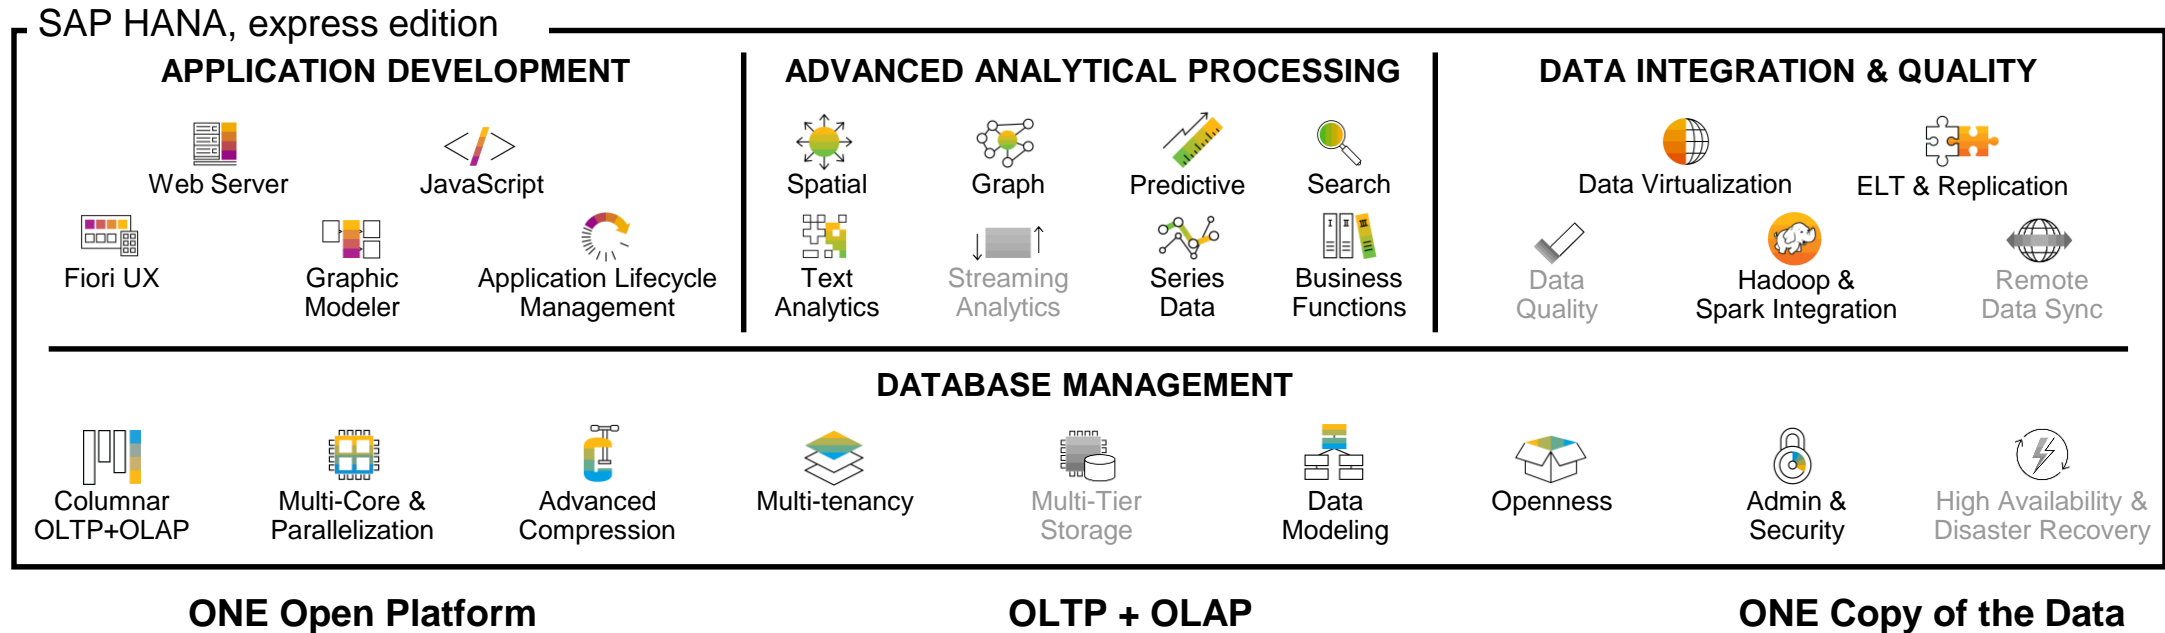 SAP HANA, express edition
APPLICATION DEVELOPMENT
Web Server
JavaScript
Fiori UX
Graphic
Modeler
Application Lifecycle
Management
ADVANCED ANALYTICAL PROCESSING
Spatial
Graph
Predictive
Search
Text
Analytics
Streaming
Analytics
Series
Data
Business
Functions
DATA INTEGRATION & QUALITY
Data Virtualization
ELT & Replication
Data
Quality
Hadoop &
Spark Integration
Remote
Data Sync
DATABASE MANAGEMENT
Columnar
OLTP+OLAP
Multi-Core &
Parallelization
Advanced
Compression
Multi-tenancy
Multi-Tier
Storage
Data
Modeling
Openness
Admin &
Security
High Availability &
Disaster Recovery
ONE Open Platform
OLTP + OLAP
ONE Copy of the Data